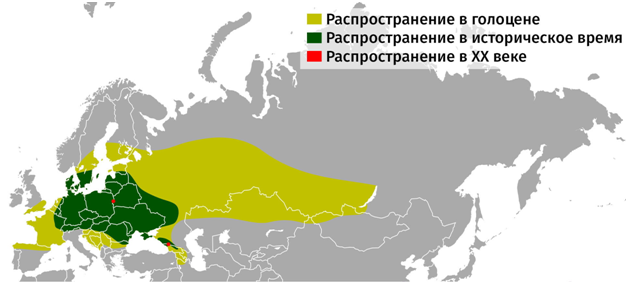 Распространение в голоцене
Распространение в историческое время
Распространение в XX веке